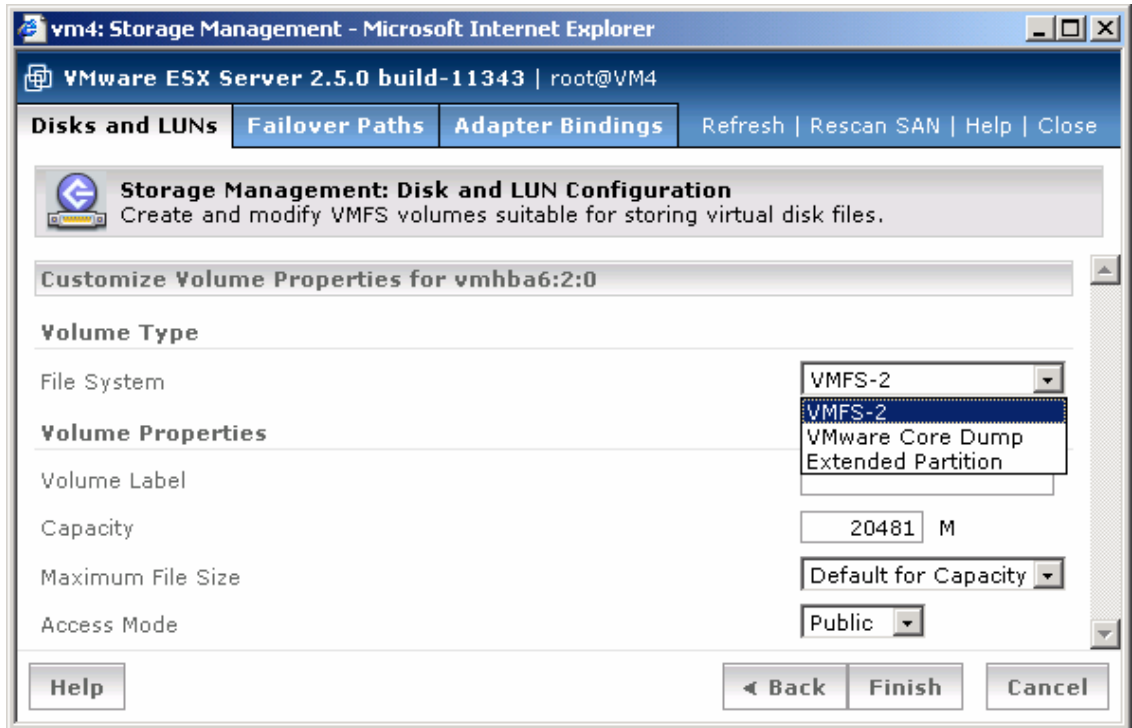 vm4: Storage Management - Microsoft Internet Explorer
VMware ESX Server 2.5.0 build-11343 | root@VM4
Disks and LUNs Failover Paths Adapter Bindings Refresh | Rescan SAN | Help | Close
Storage Management: Disk and LUN Configuration
Create and modify VMFS volumes suitable for storing virtual disk files.
Customize Volume Properties for vmhba6:2:0
Volume Type
File System VMFS-2
VMFS-2
VMware Core Dump
Extended Partition
Volume Properties
Volume Label
Capacity 20481 M
Maximum File Size Default for Capacity
Access Mode Public
Help Back Finish Cancel